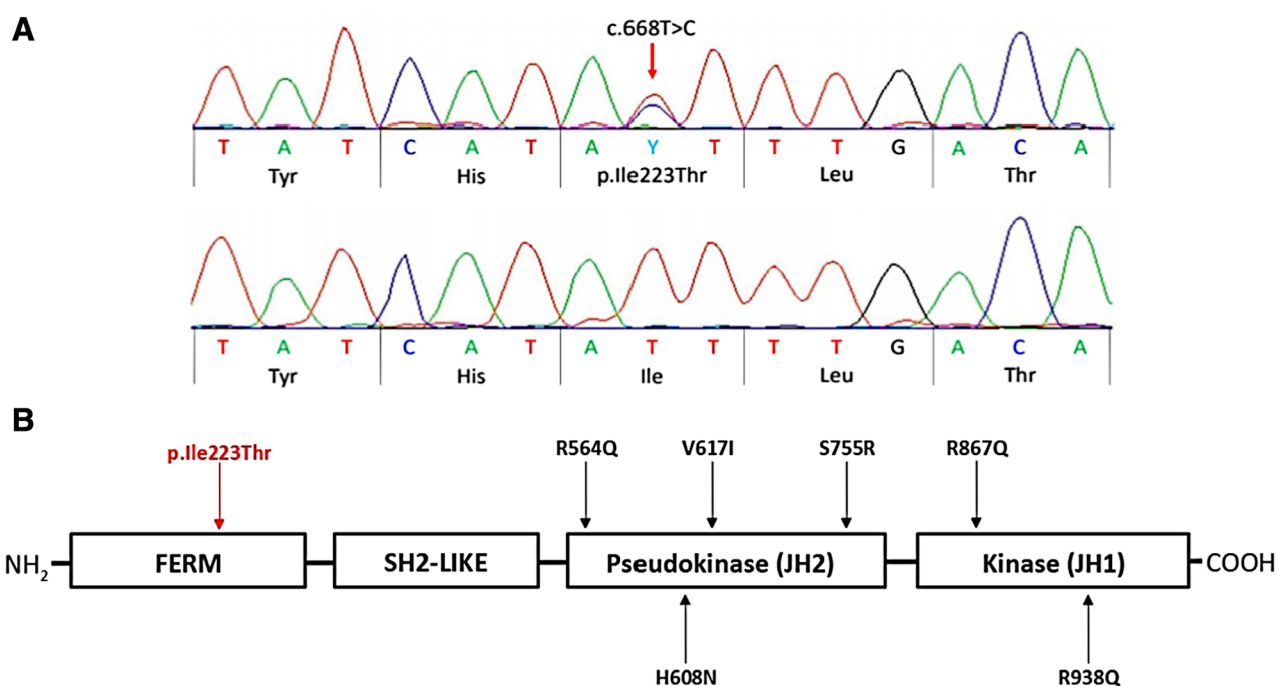 A
c.668T>C
T A T C A T A Y T T T G A C A
Tyr His p.Ile223Thr Leu Thr
T A T C A T A T T T T G A C A
Tyr His Ile Leu Thr
B
p.Ile223Thr R564Q V617I S755R R867Q
NH2 FERM SH2-LIKE Pseudokinase (JH2) Kinase (JH1) COOH
H608N R938Q